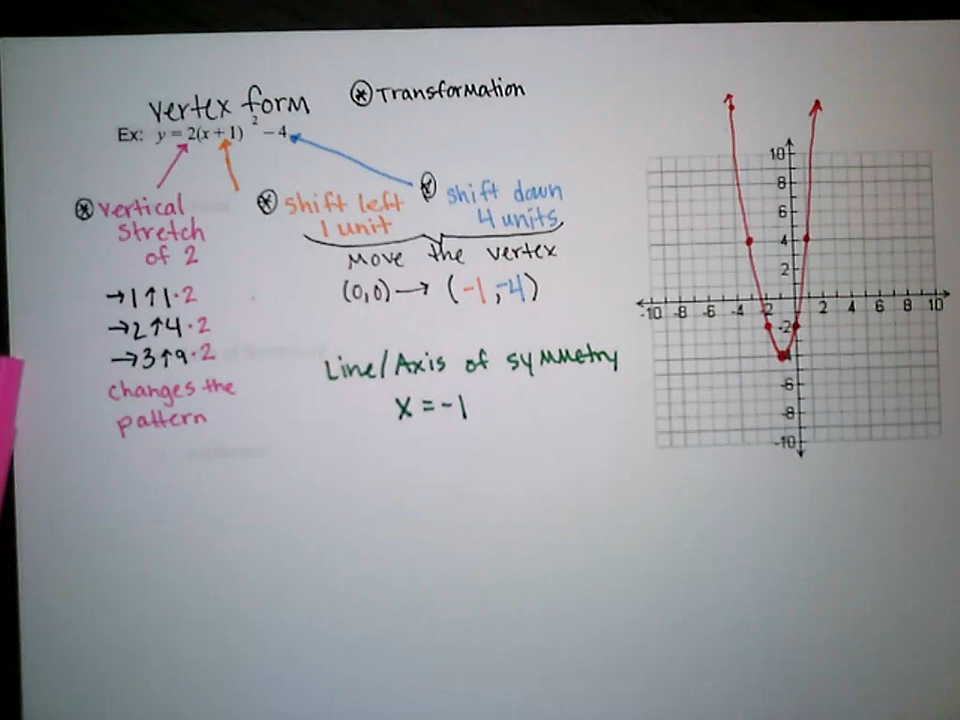 vertex form
⊛ Transformation
Ex: y = 2(x + 1)² - 4
⊛ vertical
stretch
of 2
⊛ shift left
1 unit
⊛ shift down
4 units
Move the vertex
(0,0) → (-1,-4)
→1↑1·2
→2↑4·2
→3↑9·2
changes the
pattern
Line/Axis of symmetry
x = -1
10
8
6
4
2
-10 -8 -6 -4 -2 2 4 6 8 10
-2
-4
-6
-8
-10